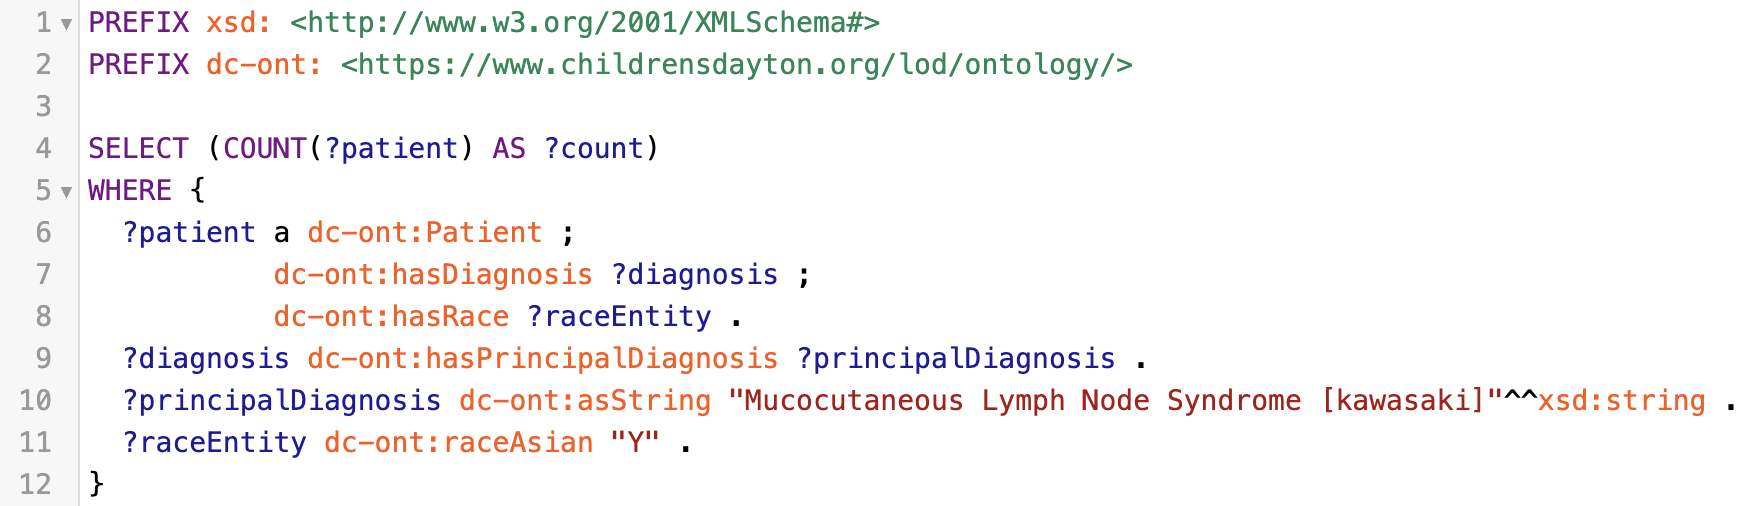 1 PREFIX xsd: <http://www.w3.org/2001/XMLSchema#>
2 PREFIX dc-ont: <https://www.childrensdayton.org/lod/ontology/>
3
4 SELECT (COUNT(?patient) AS ?count)
5 WHERE {
6   ?patient a dc-ont:Patient ;
7            dc-ont:hasDiagnosis ?diagnosis ;
8            dc-ont:hasRace ?raceEntity .
9   ?diagnosis dc-ont:hasPrincipalDiagnosis ?principalDiagnosis .
10   ?principalDiagnosis dc-ont:asString "Mucocutaneous Lymph Node Syndrome [kawasaki]"^^xsd:string .
11   ?raceEntity dc-ont:raceAsian "Y" .
12 }